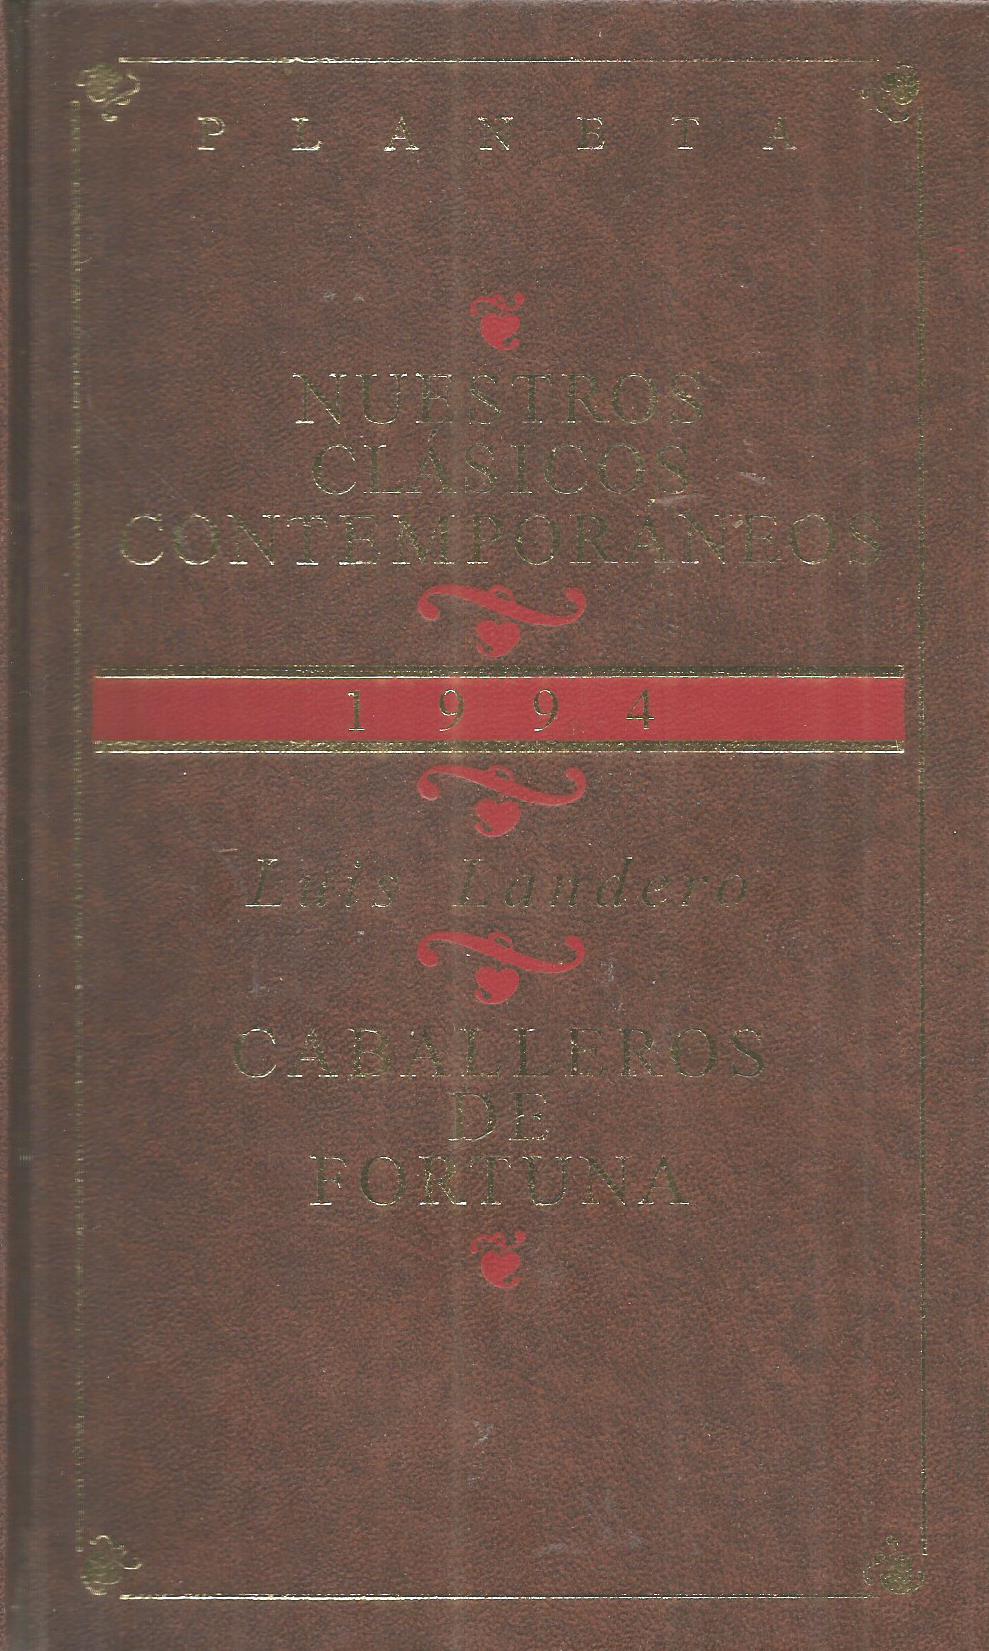 PLANETA
NUESTROS
CLÁSICOS
CONTEMPORÁNEOS
1994
Luis Landero
CABALLEROS
DE
FORTUNA